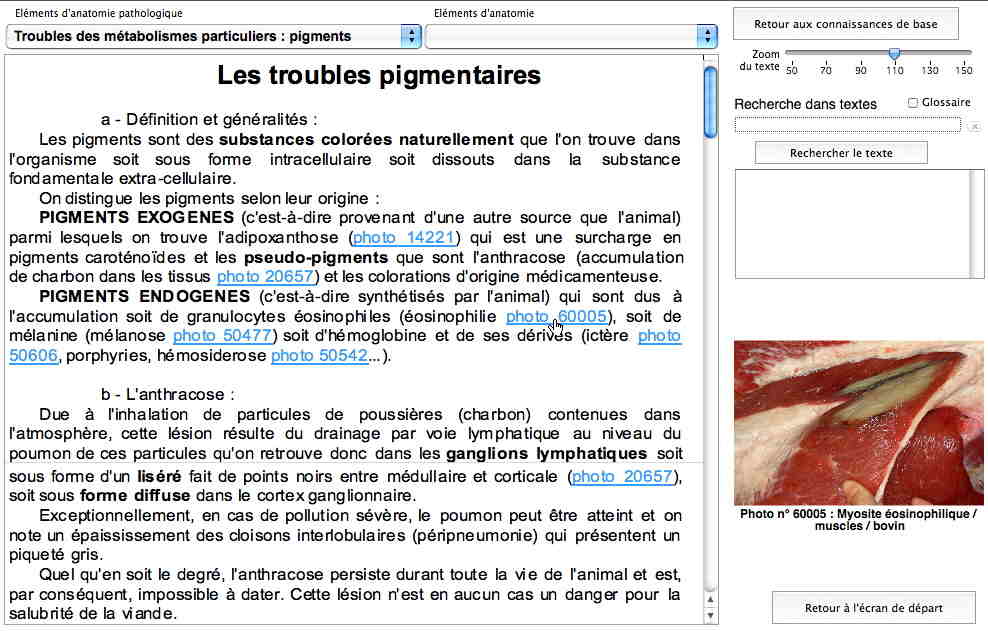 Eléments d'anatomie pathologique
Eléments d'anatomie
Troubles des métabolismes particuliers : pigments
Les troubles pigmentaires
a - Définition et généralités :
Les pigments sont des substances colorées naturellement que l'on trouve dans
l'organisme soit sous forme intracellulaire soit dissouts dans la substance
fondamentale extra-cellulaire.
On distingue les pigments selon leur origine :
PIGMENTS EXOGENES (c'est-à-dire provenant d'une autre source que l'animal)
parmi lesquels on trouve l'adipoxanthose (photo 14221) qui est une surcharge en
pigments caroténoïdes et les pseudo-pigments que sont l'anthracose (accumulation
de charbon dans les tissus photo 20657) et les colorations d'origine médicamenteuse.
PIGMENTS ENDOGENES (c'est-à-dire synthétisés par l'animal) qui sont dus à
l'accumulation soit de granulocytes éosinophiles (éosinophilie photo 60005), soit de
mélanine (mélanose photo 50477) soit d'hémoglobine et de ses dérivés (ictère photo
50606, porphyries, hémosiderose photo 50542...).
b - L'anthracose :
Due à l'inhalation de particules de poussières (charbon) contenues dans
l'atmosphère, cette lésion résulte du drainage par voie lymphatique au niveau du
poumon de ces particules qu'on retrouve donc dans les ganglions lymphatiques soit
sous forme d'un liseré fait de points noirs entre médullaire et corticale (photo 20657),
soit sous forme diffuse dans le cortex ganglionnaire.
Exceptionnellement, en cas de pollution sévère, le poumon peut être atteint et on
note un épaississement des cloisons interlobulaires (péripneumonie) qui présentent un
piqueté gris.
Quel qu'en soit le degré, l'anthracose persiste durant toute la vie de l'animal et est,
par conséquent, impossible à dater. Cette lésion n'est en aucun cas un danger pour la
salubrité de la viande.
Retour aux connaissances de base
Zoom
du texte
50 70 90 110 130 150
Recherche dans textes
Glossaire
Rechercher le texte
Photo n° 60005 : Myosite éosinophilique /
muscles / bovin
Retour à l'écran de départ